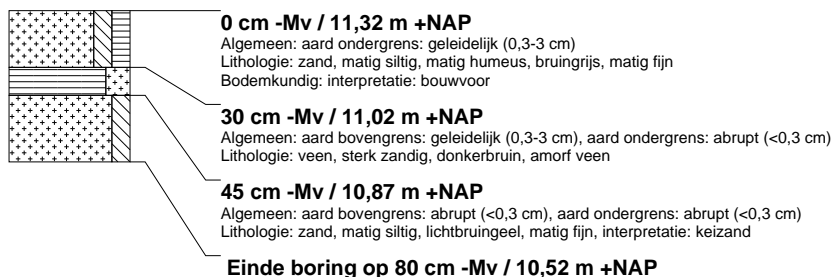 0 cm -Mv / 11,32 m +NAP
Algemeen: aard ondergrens: geleidelijk (0,3-3 cm)
Lithologie: zand, matig siltig, matig humeus, bruingrijs, matig fijn
Bodemkundig: interpretatie: bouwvoor
30 cm -Mv / 11,02 m +NAP
Algemeen: aard bovengrens: geleidelijk (0,3-3 cm), aard ondergrens: abrupt (<0,3 cm)
Lithologie: veen, sterk zandig, donkerbruin, amorf veen
45 cm -Mv / 10,87 m +NAP
Algemeen: aard bovengrens: abrupt (<0,3 cm), aard ondergrens: abrupt (<0,3 cm)
Lithologie: zand, matig siltig, lichtbruingeel, matig fijn, interpretatie: keizand
Einde boring op 80 cm -Mv / 10,52 m +NAP